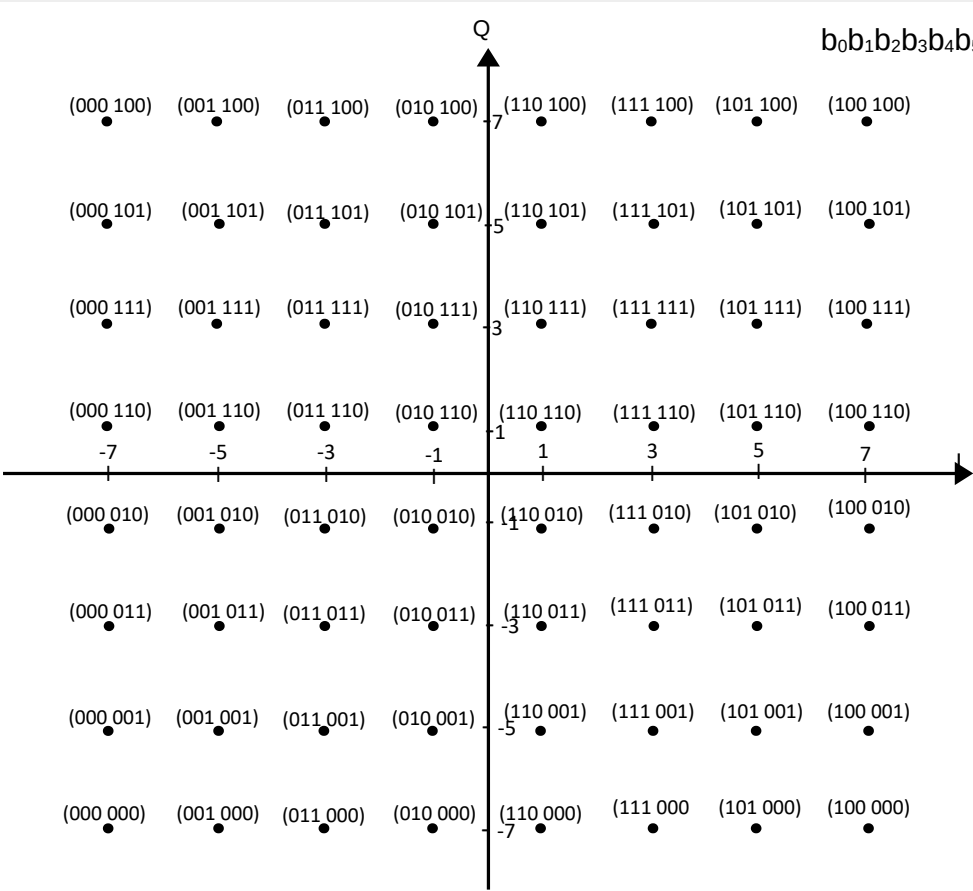 Q
b₀b₁b₂b₃b₄b₅
(000 100) (001 100) (011 100) (010 100) (110 100) (111 100) (101 100) (100 100)
7
(000 101) (001 101) (011 101) (010 101) (110 101) (111 101) (101 101) (100 101)
5
(000 111) (001 111) (011 111) (010 111) (110 111) (111 111) (101 111) (100 111)
3
(000 110) (001 110) (011 110) (010 110) (110 110) (111 110) (101 110) (100 110)
1
-7 -5 -3 -1 1 3 5 7
I
(000 010) (001 010) (011 010) (010 010) (110 010) (111 010) (101 010) (100 010)
-1
(000 011) (001 011) (011 011) (010 011) (110 011) (111 011) (101 011) (100 011)
-3
(000 001) (001 001) (011 001) (010 001) (110 001) (111 001) (101 001) (100 001)
-5
(000 000) (001 000) (011 000) (010 000) (110 000) (111 000 (101 000) (100 000)
-7